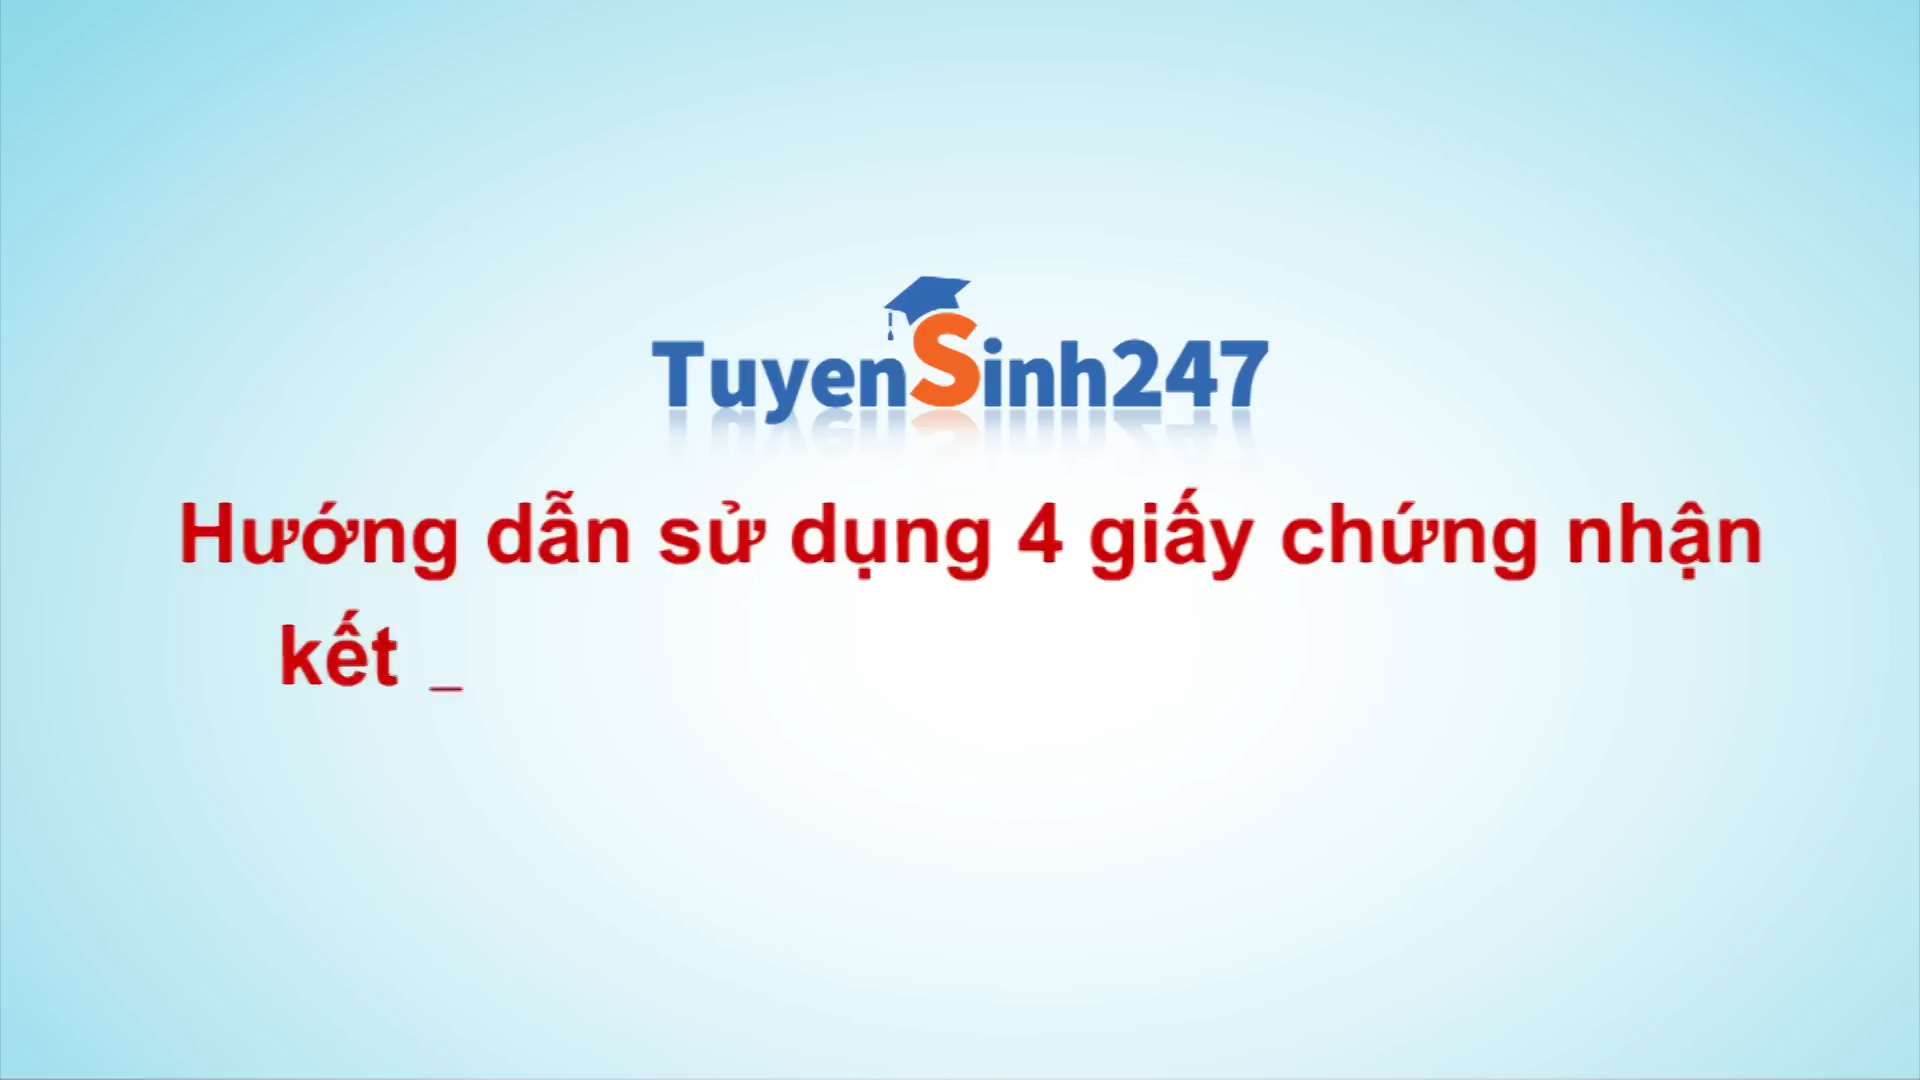 TuyenSinh247
Hướng dẫn sử dụng 4 giấy chứng nhận
kết _